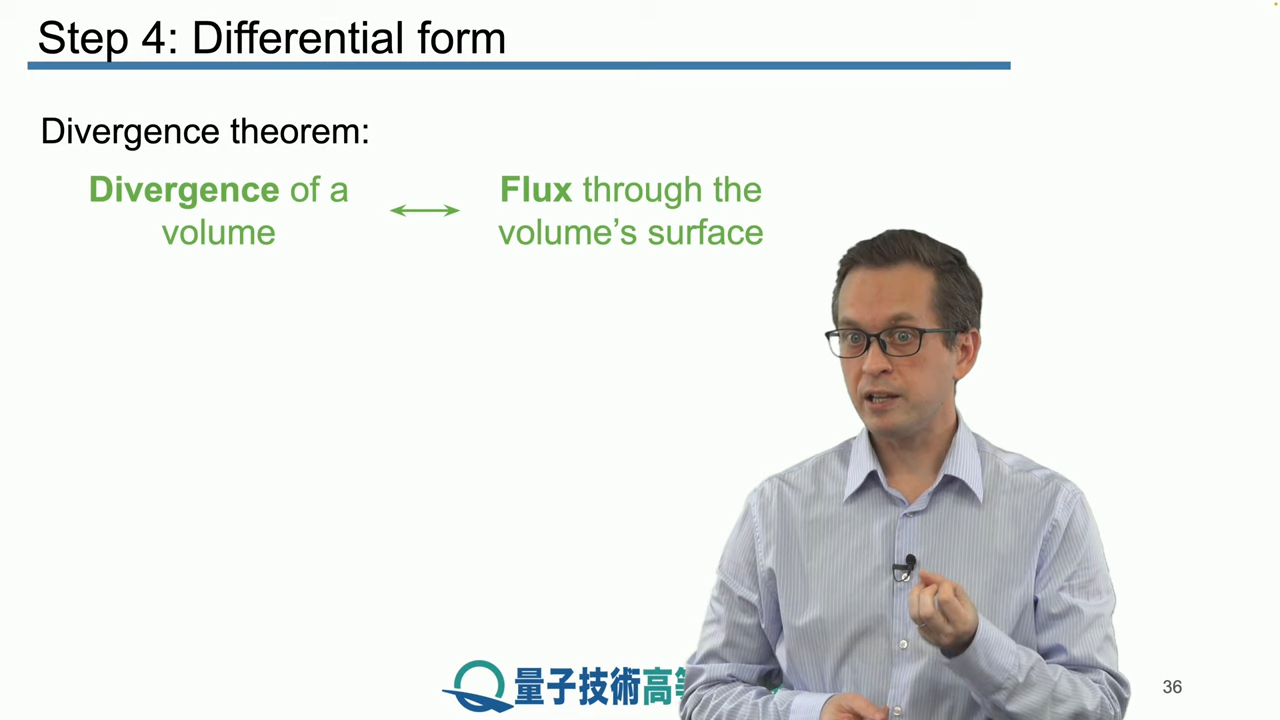 Step 4: Differential form
Divergence theorem:
Divergence of a
volume
Flux through the
volume's surface
量子技術高等
36